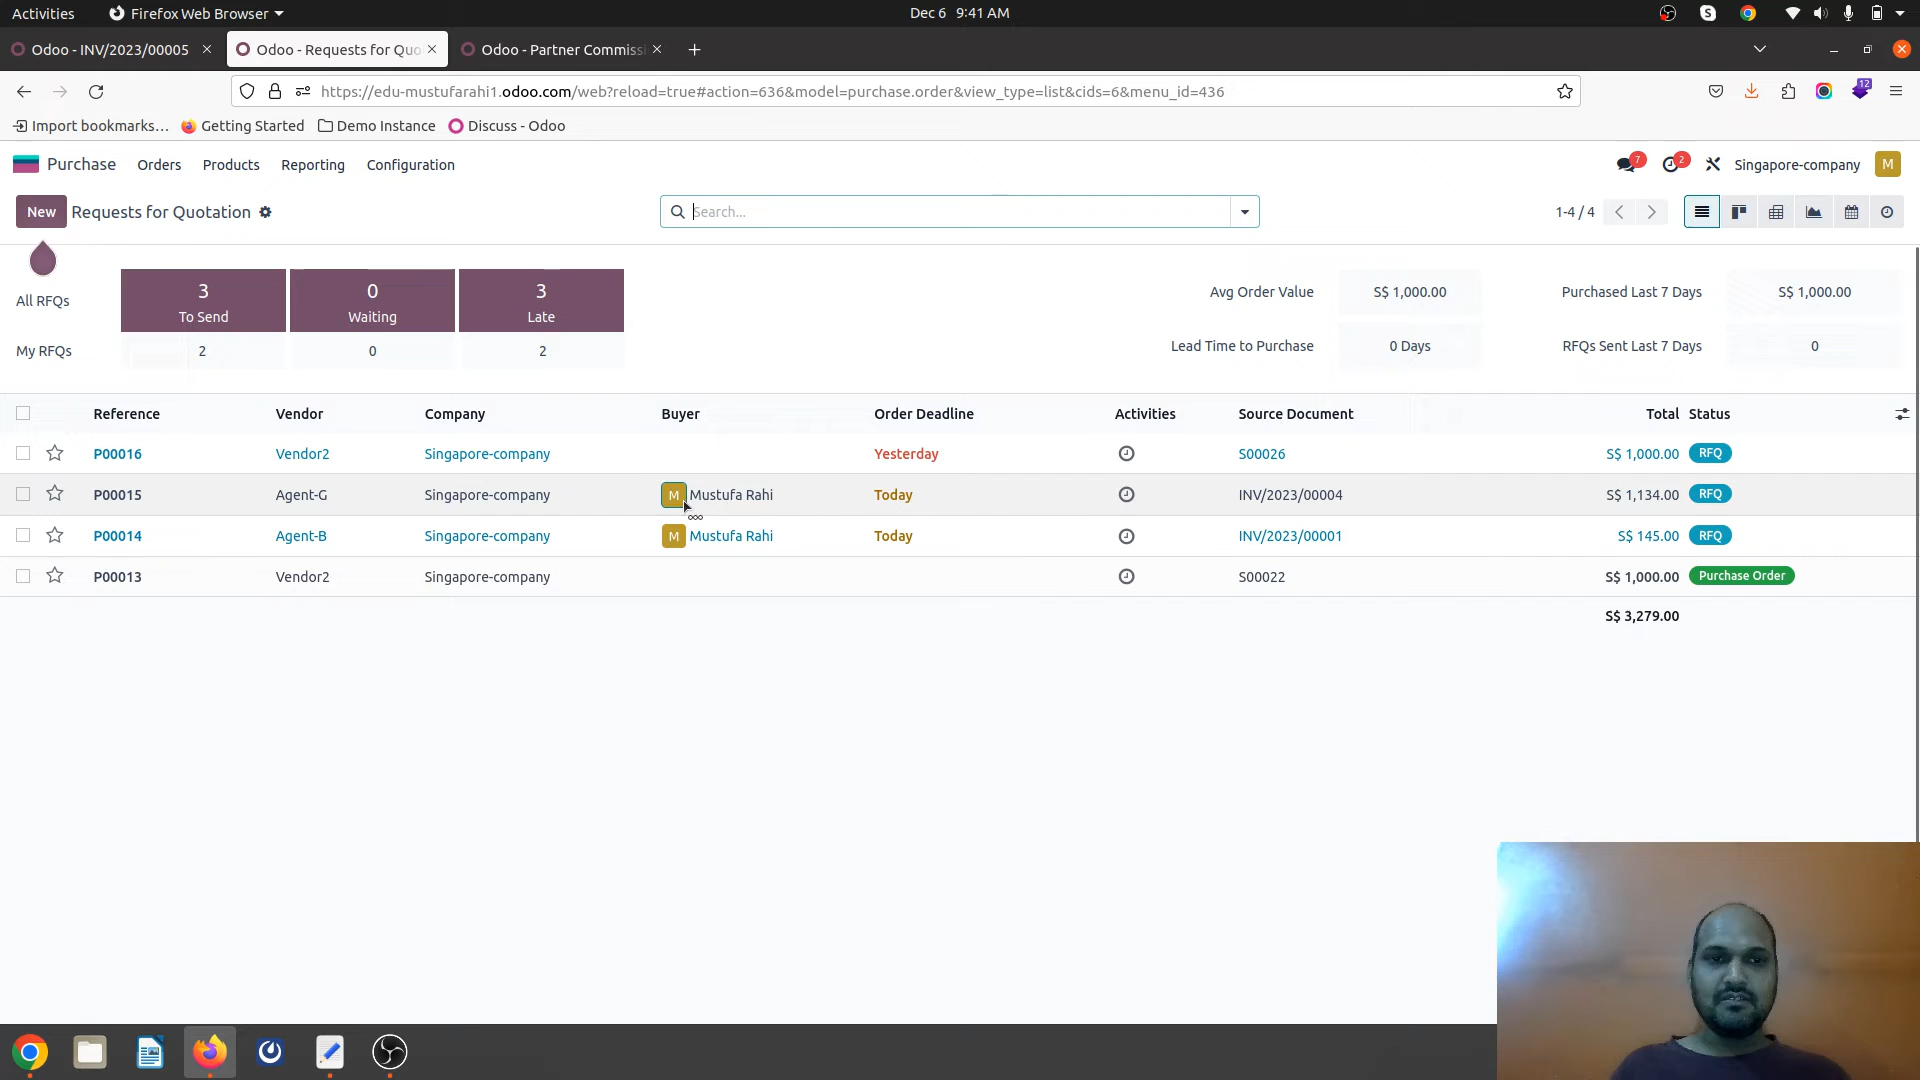 Activities Firefox Web Browser Dec 6 9:41 AM
Odoo - INV/2023/00005 Odoo - Requests for Quo Odoo - Partner Commissi
https://edu-mustufarahi1.odoo.com/web?reload=true#action=636&model=purchase.order&view_type=list&cids=6&menu_id=436 12
Import bookmarks... Getting Started Demo Instance Discuss - Odoo
Purchase Orders Products Reporting Configuration 7 2 Singapore-company M
New Requests for Quotation Search... 1-4 / 4
All RFQs 3 To Send 0 Waiting 3 Late
My RFQs 2 0 2
Avg Order Value S$ 1,000.00 Purchased Last 7 Days S$ 1,000.00
Lead Time to Purchase 0 Days RFQs Sent Last 7 Days 0
Reference Vendor Company Buyer Order Deadline Activities Source Document Total Status
P00016 Vendor2 Singapore-company Yesterday S00026 S$ 1,000.00 RFQ
P00015 Agent-G Singapore-company M Mustufa Rahi Today INV/2023/00004 S$ 1,134.00 RFQ
P00014 Agent-B Singapore-company M Mustufa Rahi Today INV/2023/00001 S$ 145.00 RFQ
P00013 Vendor2 Singapore-company S00022 S$ 1,000.00 Purchase Order
S$ 3,279.00